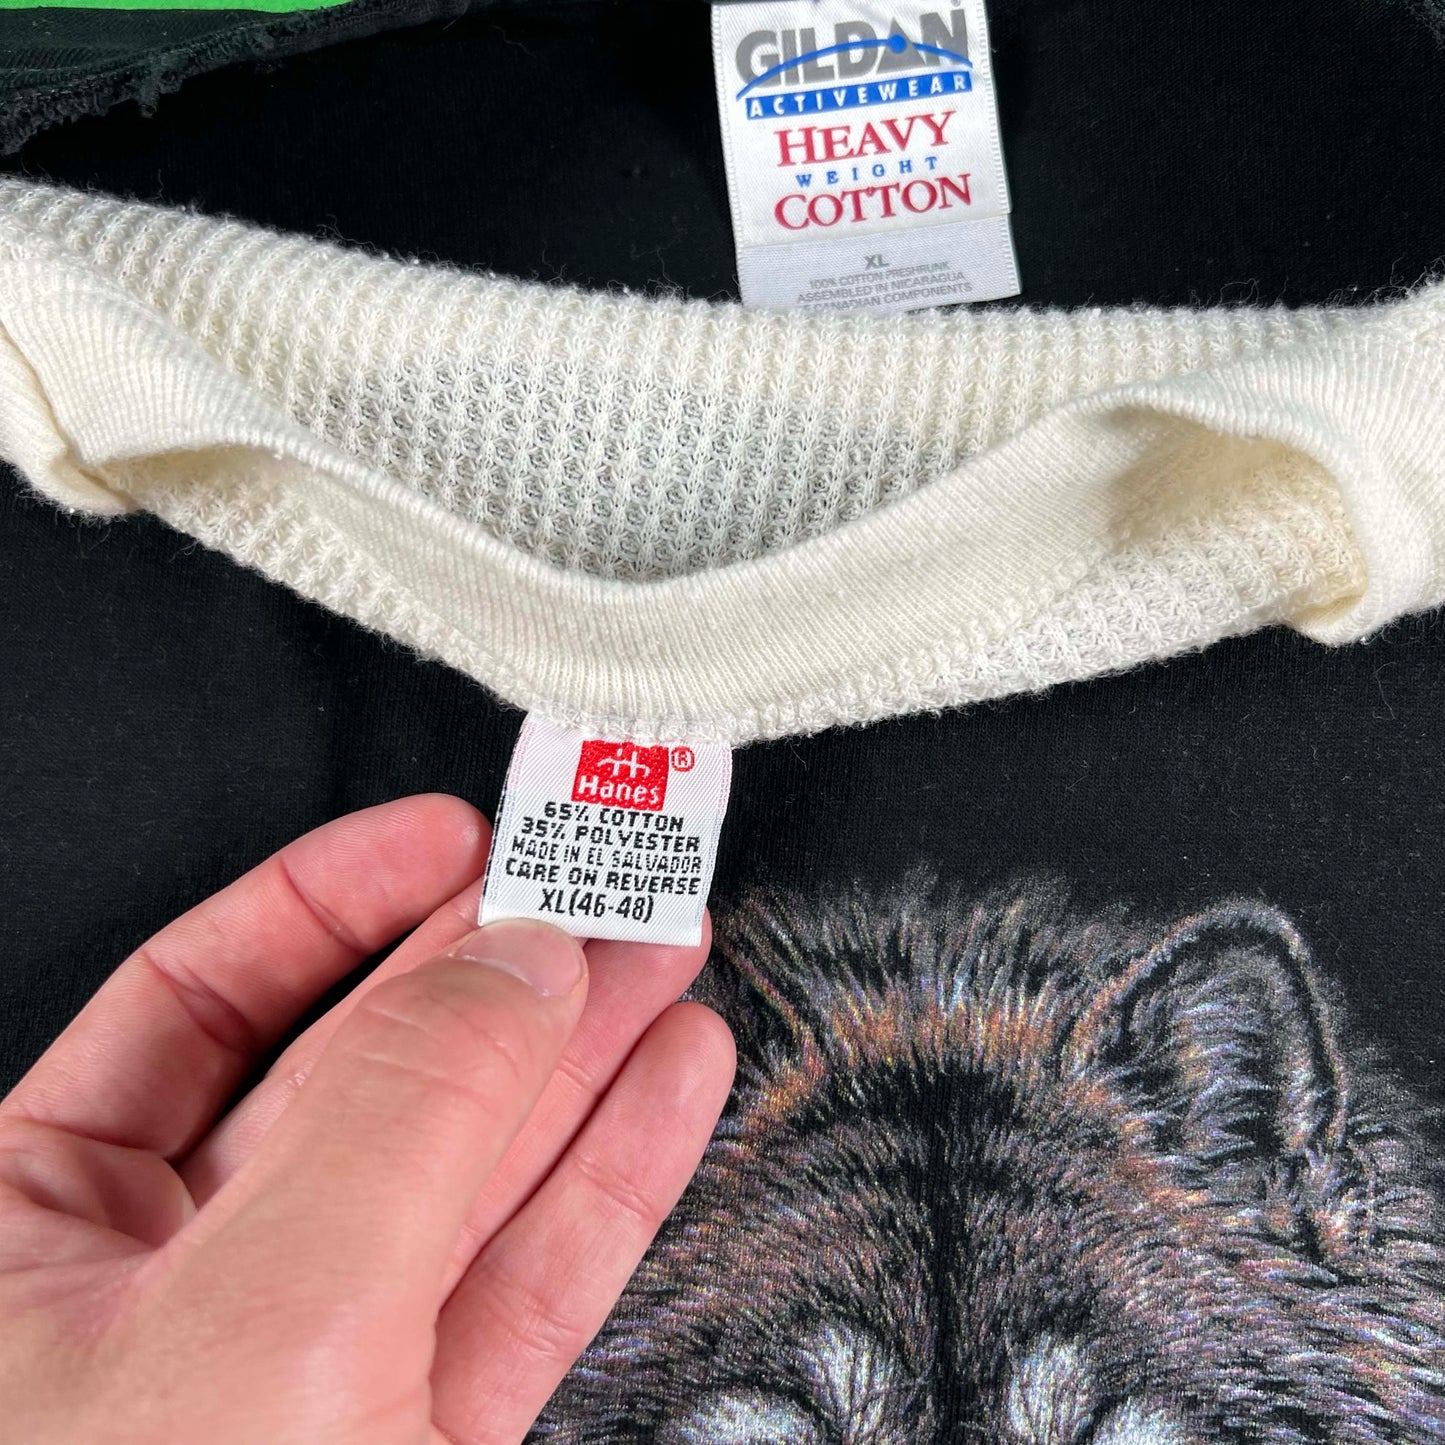 GILDAN
ACTIVEWEAR
HEAVY
WEIGHT
COTTON
XL
100% COTTON PRESHRUNK
ASSEMBLED IN NICARAGUA
COMPONENTS
Hanes®
65% COTTON
35% POLYESTER
MADE IN EL SALVADOR
CARE ON REVERSE
XL(46-48)